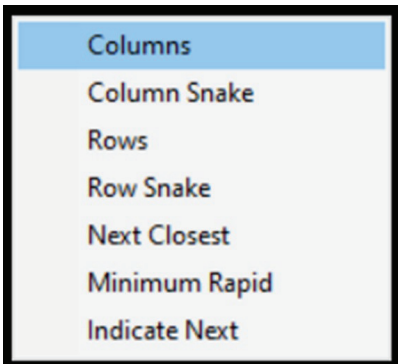 Columns
Column Snake
Rows
Row Snake
Next Closest
Minimum Rapid
Indicate Next